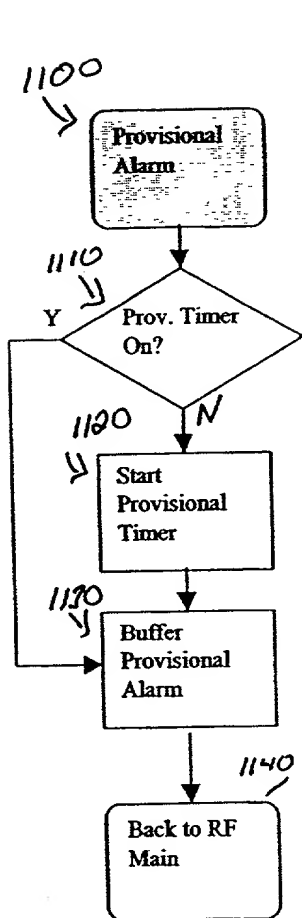 1100
Provisional
Alarm
1110
Y
Prov. Timer
On?
N
1120
Start
Provisional
Timer
1130
Buffer
Provisional
Alarm
1140
Back to RF
Main